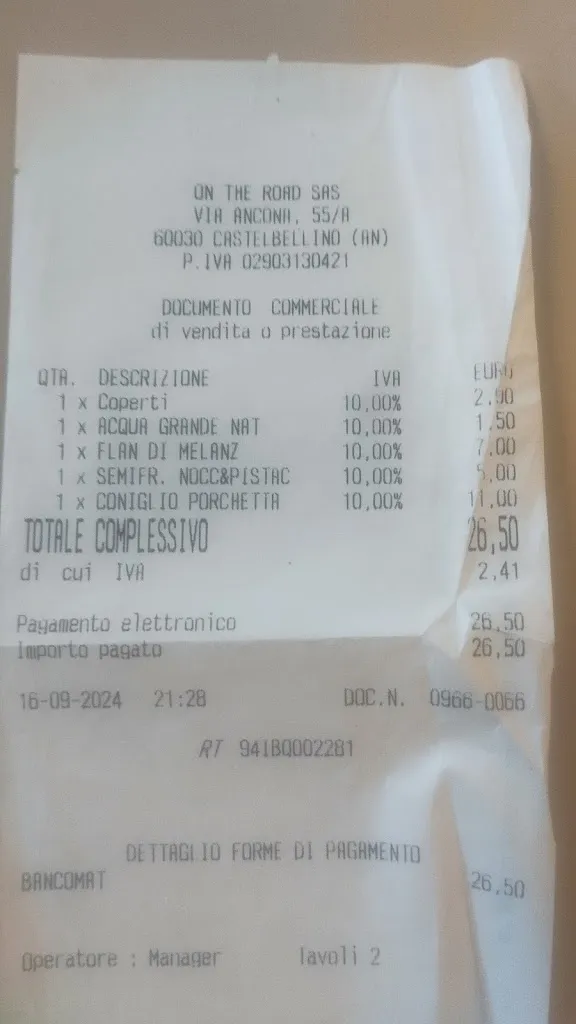 ON THE ROAD SAS
VIA ANCONA, 55/A
60030 CASTELBELLINO (AN)
P.IVA 02903130421
DOCUMENTO COMMERCIALE
di vendita o prestazione
QTA. DESCRIZIONE IVA EURO
1 x Coperti 10,00% 2,00
1 x ACQUA GRANDE NAT 10,00% 1,50
1 x FLAN DI MELANZ 10,00% 7,00
1 x SEMIFR. NOCC&PISTAC 10,00% 5,00
1 x CONIGLIO PORCHETTA 10,00% 11,00
TOTALE COMPLESSIVO 26,50
di cui IVA 2,41
Pagamento elettronico 26,50
Importo pagato 26,50
16-09-2024 21:28 DOC.N. 0966-0066
RT 94IBQ002281
DETTAGLIO FORME DI PAGAMENTO
BANCOMAT 26,50
Operatore : Manager Tavoli 2